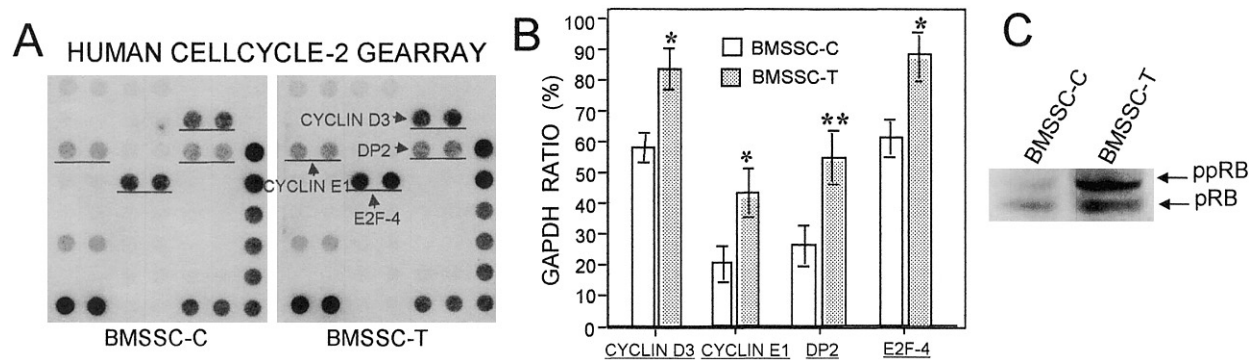 A
HUMAN CELLCYCLE-2 GEARRAY
CYCLIN D3
DP2
CYCLIN E1
E2F-4
BMSSC-C
BMSSC-T
B
GAPDH RATIO (%)
100
90
80
70
60
50
40
30
20
10
0
BMSSC-C
BMSSC-T
*
*
**
*
CYCLIN D3
CYCLIN E1
DP2
E2F-4
C
BMSSC-C
BMSSC-T
ppRB
pRB